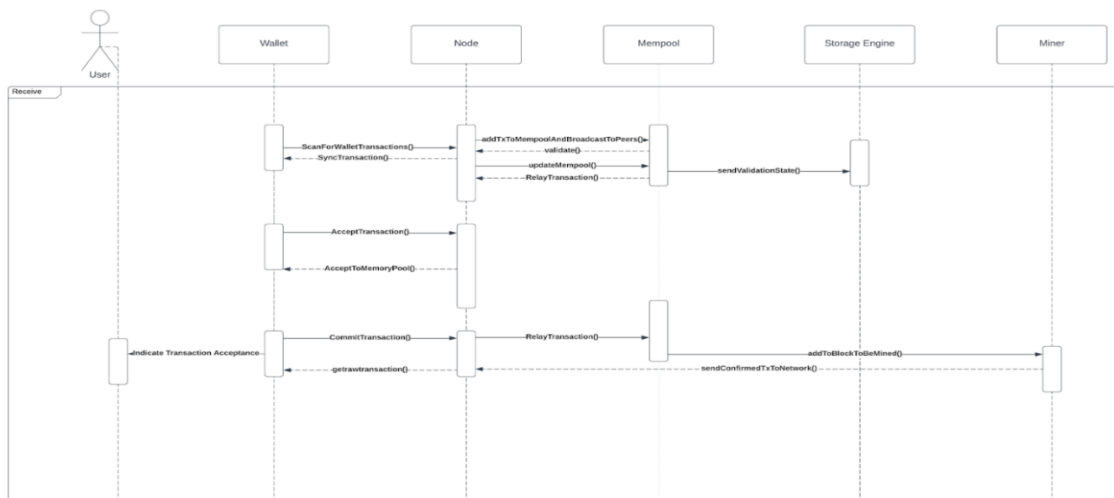 User
Wallet
Node
Mempool
Storage Engine
Miner
Receive
ScanForWalletTransactions()
addTxToMempoolAndBroadcastToPeers()
SyncTransaction()
validate()
updateMempool()
RelayTransaction()
sendValidationState()
AcceptTransaction()
AcceptToMemoryPool()
CommitTransaction()
RelayTransaction()
Indicate Transaction Acceptance
addToBlockToBeMined()
getrawtransaction()
sendConfirmedTxToNetwork()